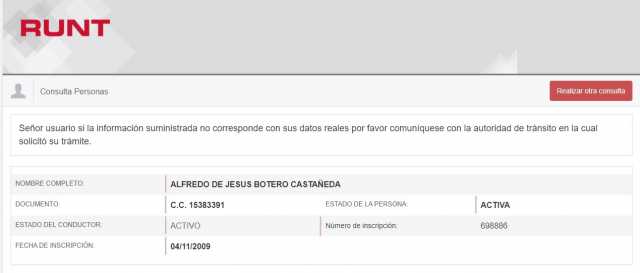 RUNT
Consulta Personas
Realizar otra consulta
Señor usuario si la información suministrada no corresponde con sus datos reales por favor comuníquese con la autoridad de tránsito en la cual
solicitó su trámite.
NOMBRE COMPLETO: ALFREDO DE JESUS BOTERO CASTAÑEDA
DOCUMENTO: C.C. 15383391 ESTADO DE LA PERSONA: ACTIVA
ESTADO DEL CONDUCTOR: ACTIVO Número de inscripción: 698886
FECHA DE INSCRIPCIÓN: 04/11/2009